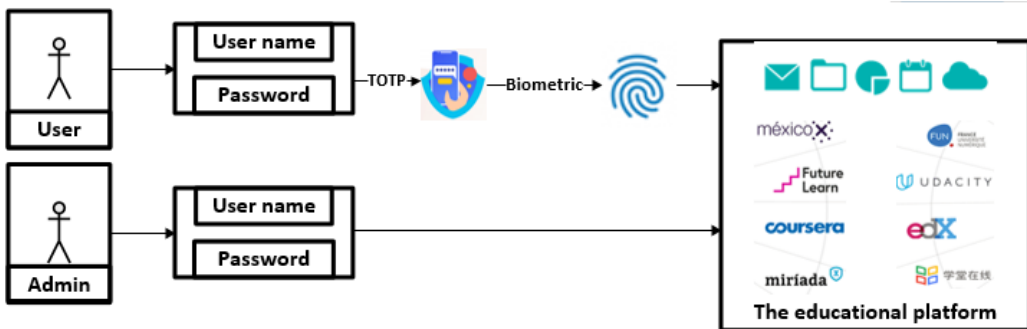 User
User name
Password
TOTP
Biometric
méxicoX
FUN FRANCE
UNIVERSITÉ
NUMÉRIQUE
Future
Learn
UDACITY
coursera
edX
miríada X
学堂在线
The educational platform
Admin
User name
Password